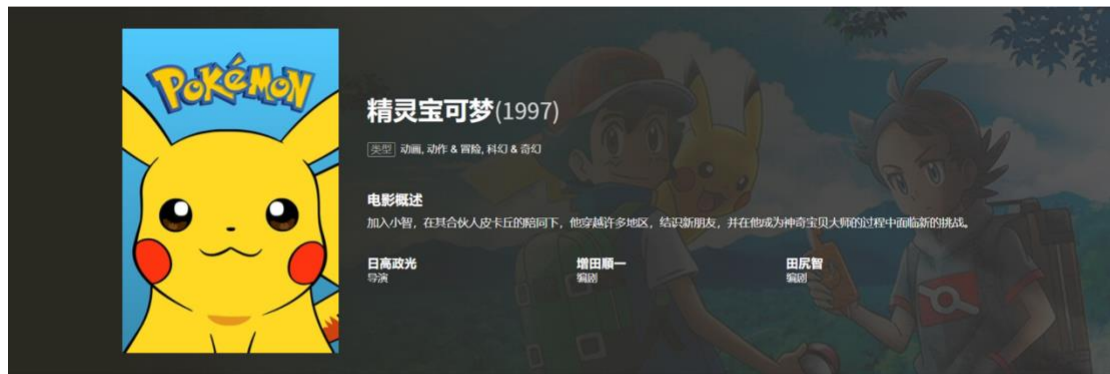 POKÉMON
精灵宝可梦(1997)
类型 动画, 动作 & 冒险, 科幻 & 奇幻
电影概述
加入小智，在其合伙人皮卡丘的陪同下，他穿越许多地区，结识新朋友，并在他成为神奇宝贝大师的过程中面临新的挑战。
日高政光 增田順一 田尻智
导演 编剧 编剧